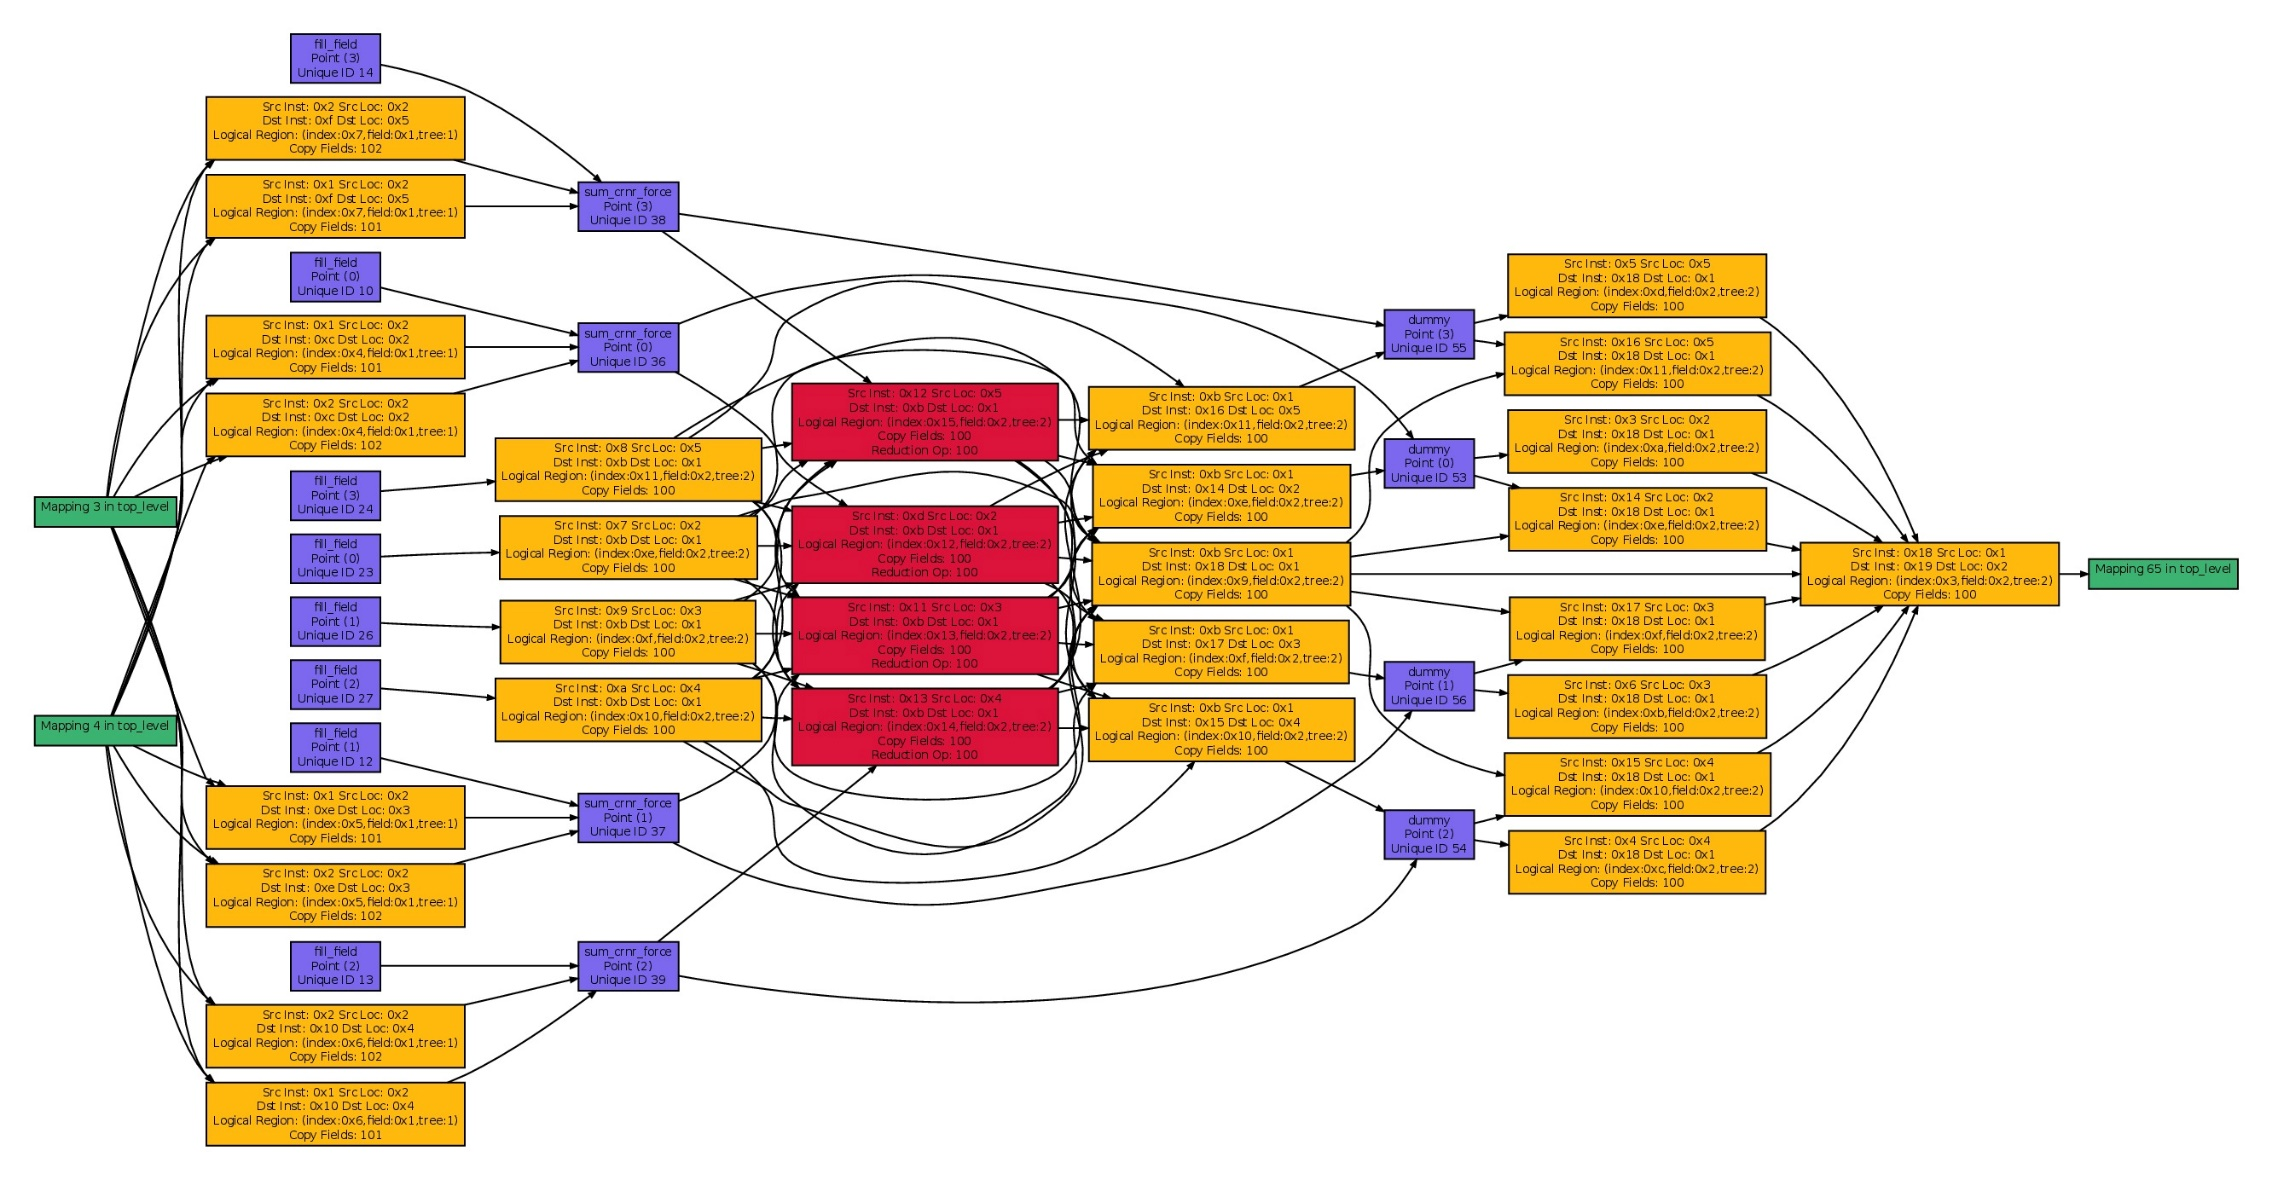 fill_field
Point (3)
Unique ID 14
Src Inst: 0x2 Src Loc: 0x2
Dst Inst: 0xf Dst Loc: 0x5
Logical Region: (index:0x7,field:0x1,tree:1)
Copy Fields: 102
Src Inst: 0x1 Src Loc: 0x2
Dst Inst: 0xf Dst Loc: 0x5
Logical Region: (index:0x7,field:0x1,tree:1)
Copy Fields: 101
fill_field
Point (0)
Unique ID 10
Src Inst: 0x1 Src Loc: 0x2
Dst Inst: 0xc Dst Loc: 0x2
Logical Region: (index:0x4,field:0x1,tree:1)
Copy Fields: 101
Src Inst: 0x2 Src Loc: 0x2
Dst Inst: 0xc Dst Loc: 0x2
Logical Region: (index:0x4,field:0x1,tree:1)
Copy Fields: 102
fill_field
Point (3)
Unique ID 24
Mapping 3 in top_level
fill_field
Point (0)
Unique ID 23
fill_field
Point (1)
Unique ID 26
fill_field
Point (2)
Unique ID 27
Mapping 4 in top_level
fill_field
Point (1)
Unique ID 12
Src Inst: 0x1 Src Loc: 0x2
Dst Inst: 0xe Dst Loc: 0x3
Logical Region: (index:0x5,field:0x1,tree:1)
Copy Fields: 101
Src Inst: 0x2 Src Loc: 0x2
Dst Inst: 0xe Dst Loc: 0x3
Logical Region: (index:0x5,field:0x1,tree:1)
Copy Fields: 102
fill_field
Point (2)
Unique ID 13
Src Inst: 0x2 Src Loc: 0x2
Dst Inst: 0x10 Dst Loc: 0x4
Logical Region: (index:0x6,field:0x1,tree:1)
Copy Fields: 102
Src Inst: 0x1 Src Loc: 0x2
Dst Inst: 0x10 Dst Loc: 0x4
Logical Region: (index:0x6,field:0x1,tree:1)
Copy Fields: 101
sum_crnr_force
Point (3)
Unique ID 38
sum_crnr_force
Point (0)
Unique ID 36
Src Inst: 0x8 Src Loc: 0x5
Dst Inst: 0xb Dst Loc: 0x1
Logical Region: (index:0x11,field:0x2,tree:2)
Copy Fields: 100
Src Inst: 0x7 Src Loc: 0x2
Dst Inst: 0xb Dst Loc: 0x1
Logical Region: (index:0xe,field:0x2,tree:2)
Copy Fields: 100
Src Inst: 0x9 Src Loc: 0x3
Dst Inst: 0xb Dst Loc: 0x1
Logical Region: (index:0xf,field:0x2,tree:2)
Copy Fields: 100
Src Inst: 0xa Src Loc: 0x4
Dst Inst: 0xb Dst Loc: 0x1
Logical Region: (index:0x10,field:0x2,tree:2)
Copy Fields: 100
sum_crnr_force
Point (1)
Unique ID 37
sum_crnr_force
Point (2)
Unique ID 39
Src Inst: 0x12 Src Loc: 0x5
Dst Inst: 0xb Dst Loc: 0x1
Logical Region: (index:0x15,field:0x2,tree:2)
Copy Fields: 100
Reduction Op: 100
Src Inst: 0xd Src Loc: 0x2
Dst Inst: 0xb Dst Loc: 0x1
Logical Region: (index:0x12,field:0x2,tree:2)
Copy Fields: 100
Reduction Op: 100
Src Inst: 0x11 Src Loc: 0x3
Dst Inst: 0xb Dst Loc: 0x1
Logical Region: (index:0x13,field:0x2,tree:2)
Copy Fields: 100
Reduction Op: 100
Src Inst: 0x13 Src Loc: 0x4
Dst Inst: 0xb Dst Loc: 0x1
Logical Region: (index:0x14,field:0x2,tree:2)
Copy Fields: 100
Reduction Op: 100
Src Inst: 0xb Src Loc: 0x1
Dst Inst: 0x16 Dst Loc: 0x5
Logical Region: (index:0x11,field:0x2,tree:2)
Copy Fields: 100
Src Inst: 0xb Src Loc: 0x1
Dst Inst: 0x14 Dst Loc: 0x2
Logical Region: (index:0xe,field:0x2,tree:2)
Copy Fields: 100
Src Inst: 0xb Src Loc: 0x1
Dst Inst: 0x18 Dst Loc: 0x1
Logical Region: (index:0x9,field:0x2,tree:2)
Copy Fields: 100
Src Inst: 0xb Src Loc: 0x1
Dst Inst: 0x17 Dst Loc: 0x3
Logical Region: (index:0xf,field:0x2,tree:2)
Copy Fields: 100
Src Inst: 0xb Src Loc: 0x1
Dst Inst: 0x15 Dst Loc: 0x4
Logical Region: (index:0x10,field:0x2,tree:2)
Copy Fields: 100
dummy
Point (3)
Unique ID 55
dummy
Point (0)
Unique ID 53
dummy
Point (1)
Unique ID 56
dummy
Point (2)
Unique ID 54
Src Inst: 0x5 Src Loc: 0x5
Dst Inst: 0x18 Dst Loc: 0x1
Logical Region: (index:0xd,field:0x2,tree:2)
Copy Fields: 100
Src Inst: 0x16 Src Loc: 0x5
Dst Inst: 0x18 Dst Loc: 0x1
Logical Region: (index:0x11,field:0x2,tree:2)
Copy Fields: 100
Src Inst: 0x3 Src Loc: 0x2
Dst Inst: 0x18 Dst Loc: 0x1
Logical Region: (index:0xa,field:0x2,tree:2)
Copy Fields: 100
Src Inst: 0x14 Src Loc: 0x2
Dst Inst: 0x18 Dst Loc: 0x1
Logical Region: (index:0xe,field:0x2,tree:2)
Copy Fields: 100
Src Inst: 0x17 Src Loc: 0x3
Dst Inst: 0x18 Dst Loc: 0x1
Logical Region: (index:0xf,field:0x2,tree:2)
Copy Fields: 100
Src Inst: 0x6 Src Loc: 0x3
Dst Inst: 0x18 Dst Loc: 0x1
Logical Region: (index:0xb,field:0x2,tree:2)
Copy Fields: 100
Src Inst: 0x15 Src Loc: 0x4
Dst Inst: 0x18 Dst Loc: 0x1
Logical Region: (index:0x10,field:0x2,tree:2)
Copy Fields: 100
Src Inst: 0x4 Src Loc: 0x4
Dst Inst: 0x18 Dst Loc: 0x1
Logical Region: (index:0xc,field:0x2,tree:2)
Copy Fields: 100
Src Inst: 0x18 Src Loc: 0x1
Dst Inst: 0x19 Dst Loc: 0x2
Logical Region: (index:0x3,field:0x2,tree:2)
Copy Fields: 100
Mapping 65 in top_level